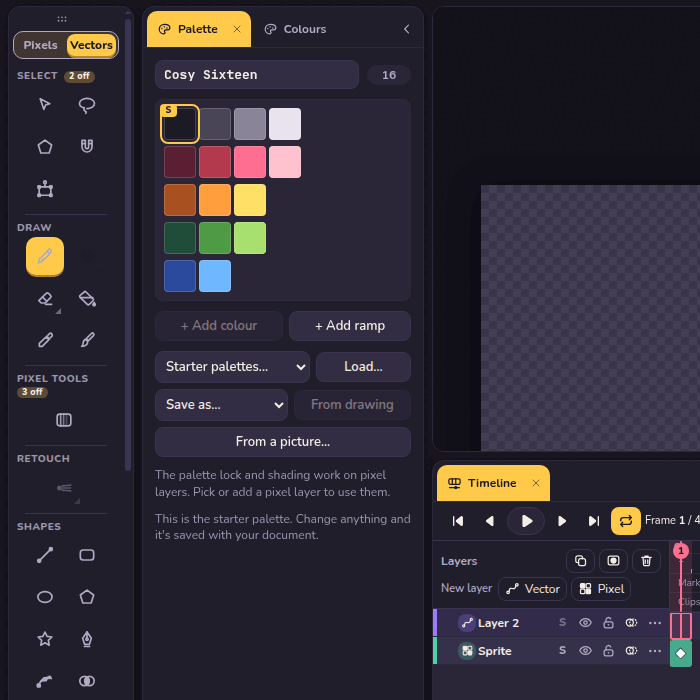 Pixels Vectors
SELECT 2 off
DRAW
PIXEL TOOLS
3 off
RETOUCH
SHAPES
Palette
Colours
Cosy Sixteen
16
S
+ Add colour
+ Add ramp
Starter palettes...
Load...
Save as...
From drawing
From a picture...
The palette lock and shading work on pixel
layers. Pick or add a pixel layer to use them.
This is the starter palette. Change anything and
it's saved with your document.
Timeline
Frame 1 / 4
Layers
1
New layer
Vector
Pixel
Mark
Clips
Layer 2 S
Sprite S